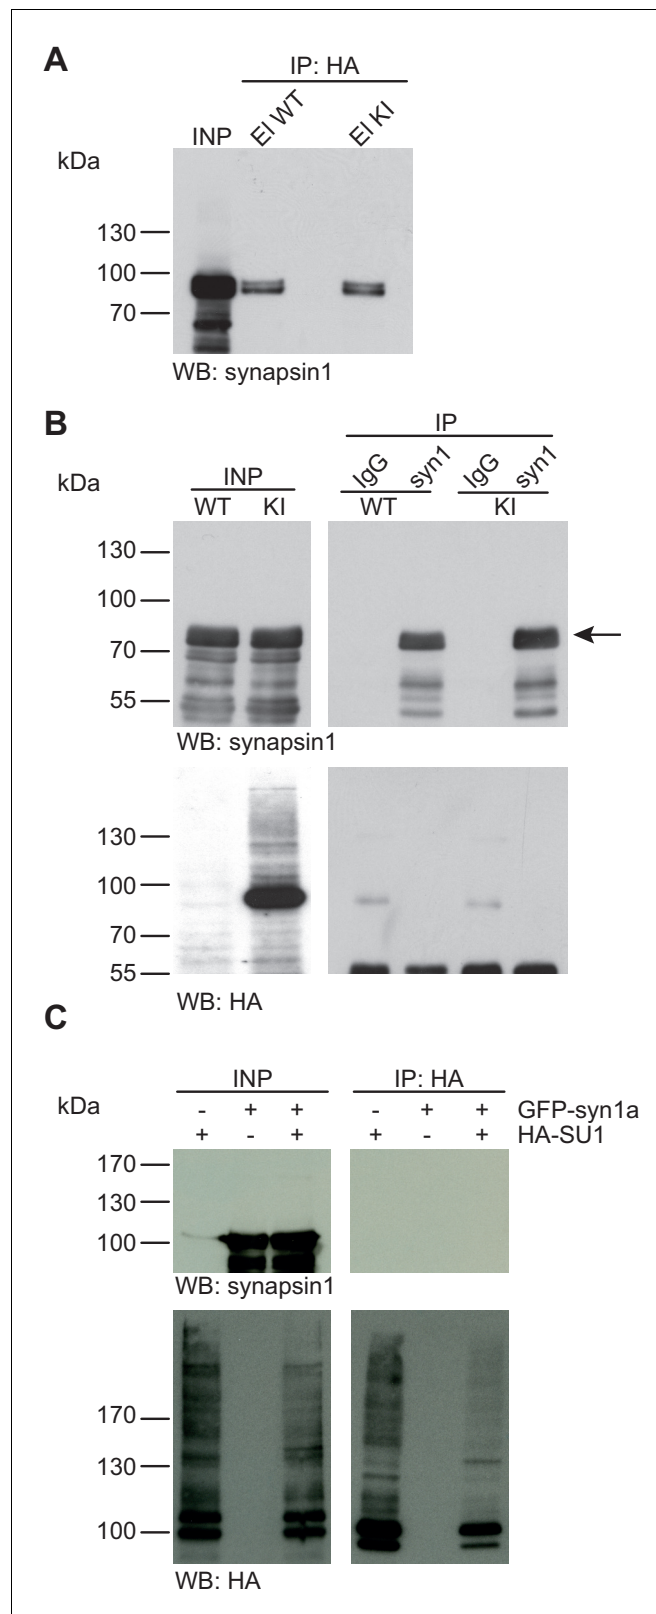 A
IP: HA
INP El WT El KI
kDa
130
100
70
WB: synapsin1
B
IP
INP IgG syn1 IgG syn1
kDa
WT KI WT KI
130
100
70
55
WB: synapsin1
130
100
70
55
WB: HA
C
INP IP: HA
kDa
- + + - + + GFP-syn1a
+ - + + - + HA-SU1
170
130
100
WB: synapsin1
170
130
100
WB: HA